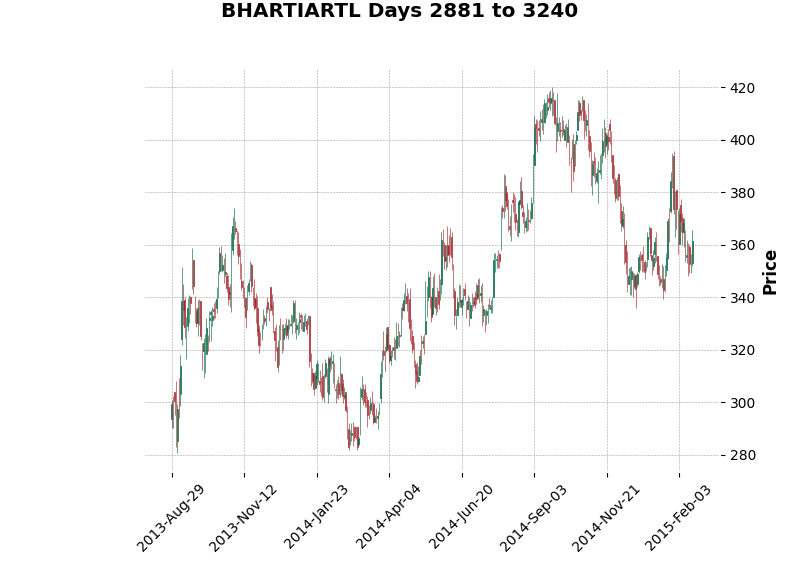 BHARTIARTL Days 2881 to 3240
420
400
380
360
340
320
300
280
Price
2013-Aug-29
2013-Nov-12
2014-Jan-23
2014-Apr-04
2014-Jun-20
2014-Sep-03
2014-Nov-21
2015-Feb-03